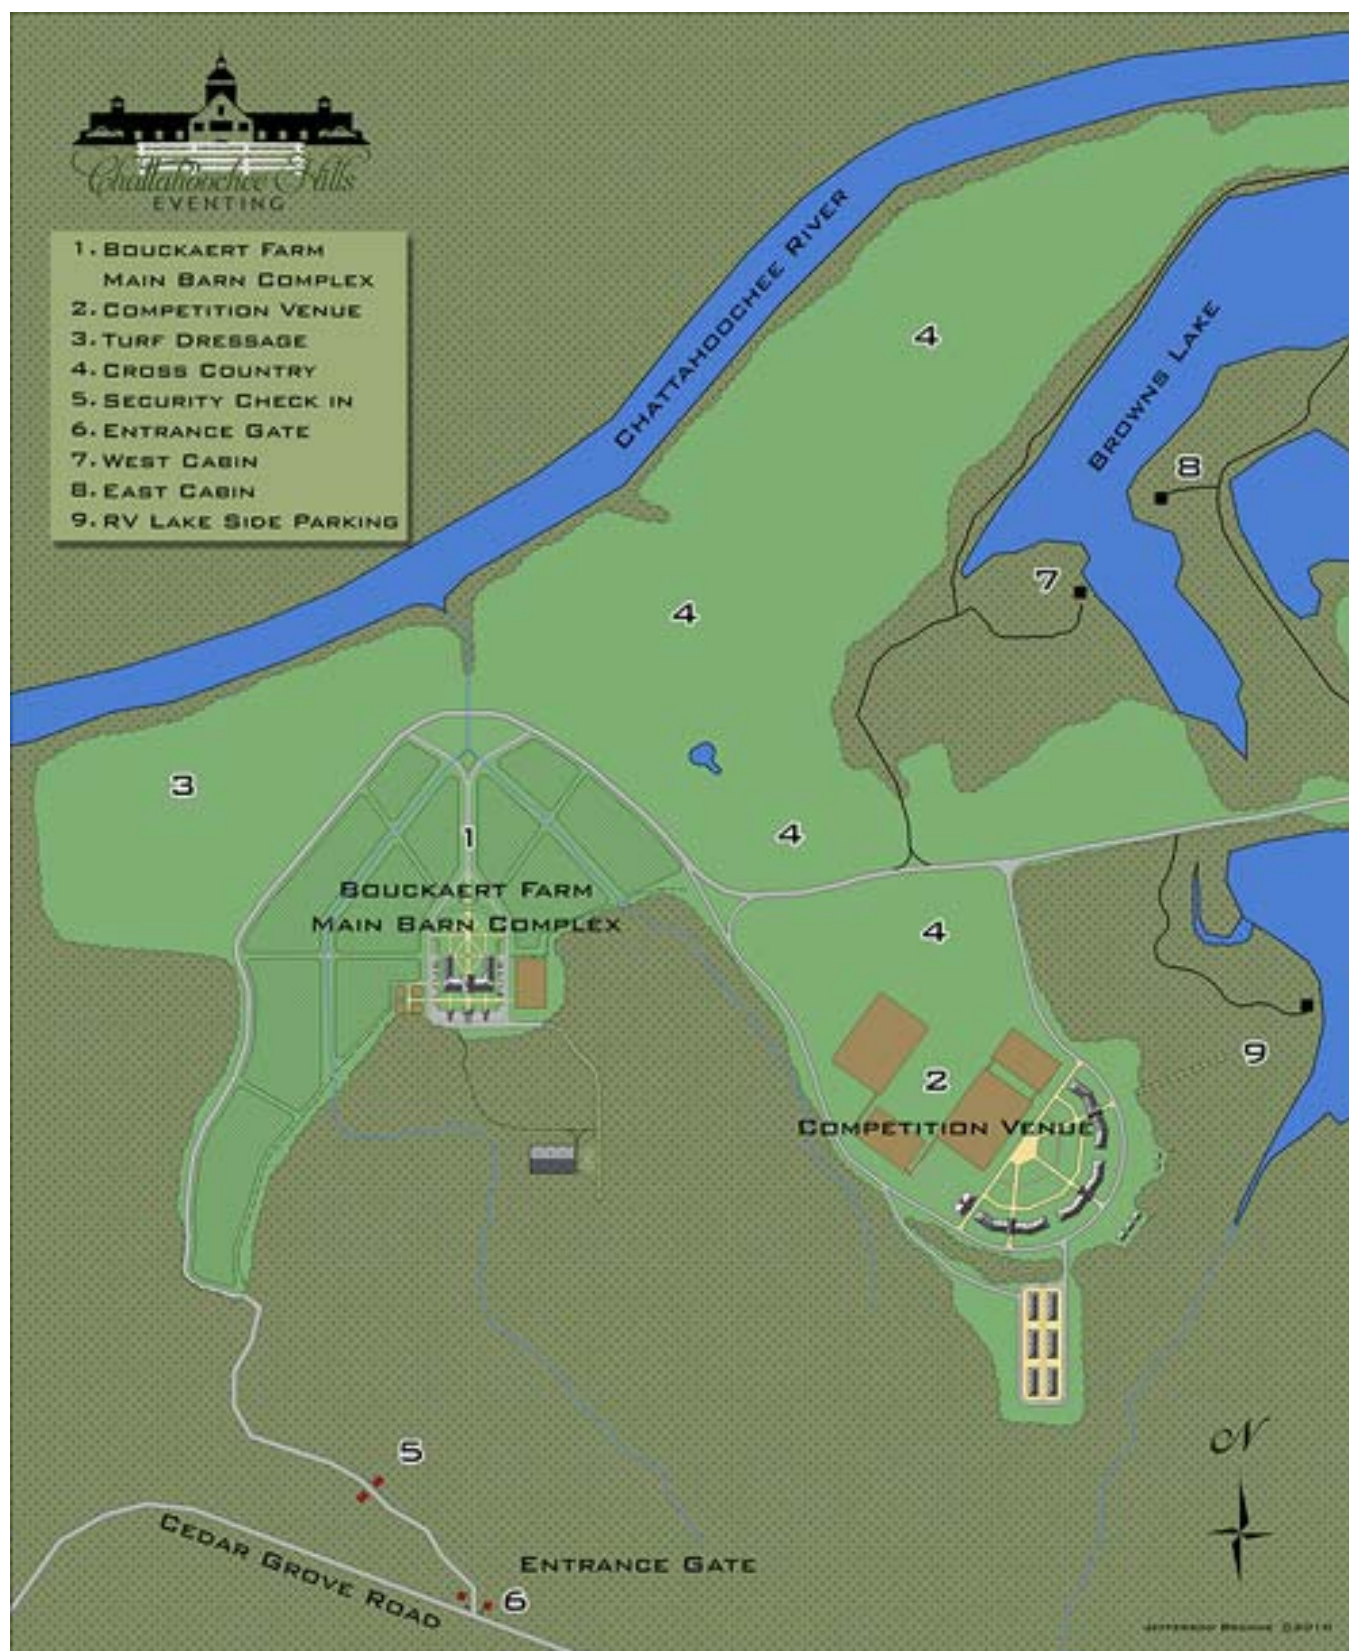 Chattahoochee Hills
EVENTING
1. BOUCKAERT FARM
MAIN BARN COMPLEX
2. COMPETITION VENUE
3. TURF DRESSAGE
4. CROSS COUNTRY
5. SECURITY CHECK IN
6. ENTRANCE GATE
7. WEST CABIN
8. EAST CABIN
9. RV LAKE SIDE PARKING
CHATTAHOOCHEE RIVER
4
BROWNS LAKE
8
7
4
3
1
4
BOUCKAERT FARM
MAIN BARN COMPLEX
4
9
2
COMPETITION VENUE
N
5
CEDAR GROVE ROAD
ENTRANCE GATE
6